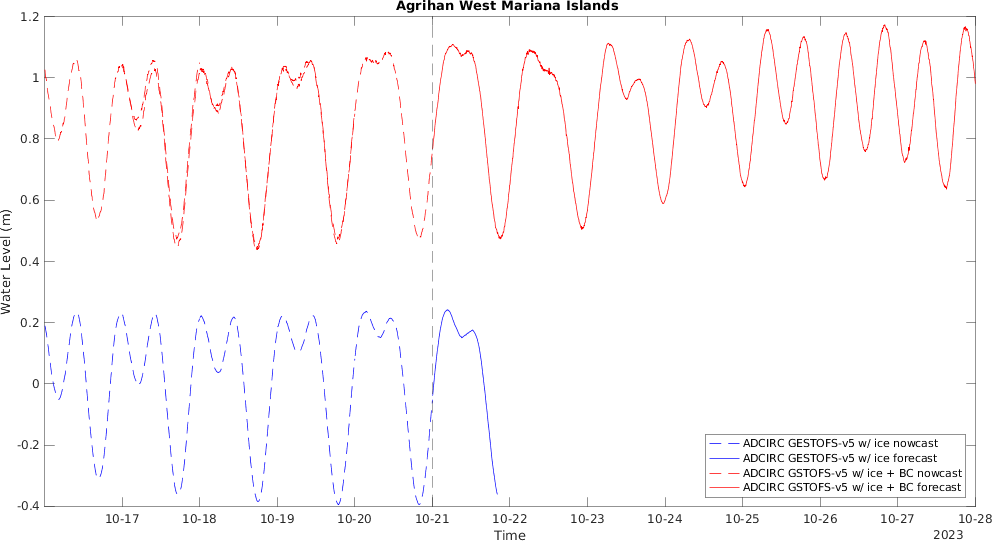 Agrihan West Mariana Islands
1.2
1
0.8
0.6
0.4
0.2
0
-0.2
-0.4
Water Level (m)
ADCIRC GESTOFS-v5 w/ ice nowcast
ADCIRC GESTOFS-v5 w/ ice forecast
ADCIRC GSTOFS-v5 w/ ice + BC nowcast
ADCIRC GSTOFS-v5 w/ ice + BC forecast
10-17 10-18 10-19 10-20 10-21 10-22 10-23 10-24 10-25 10-26 10-27 10-28
Time
2023